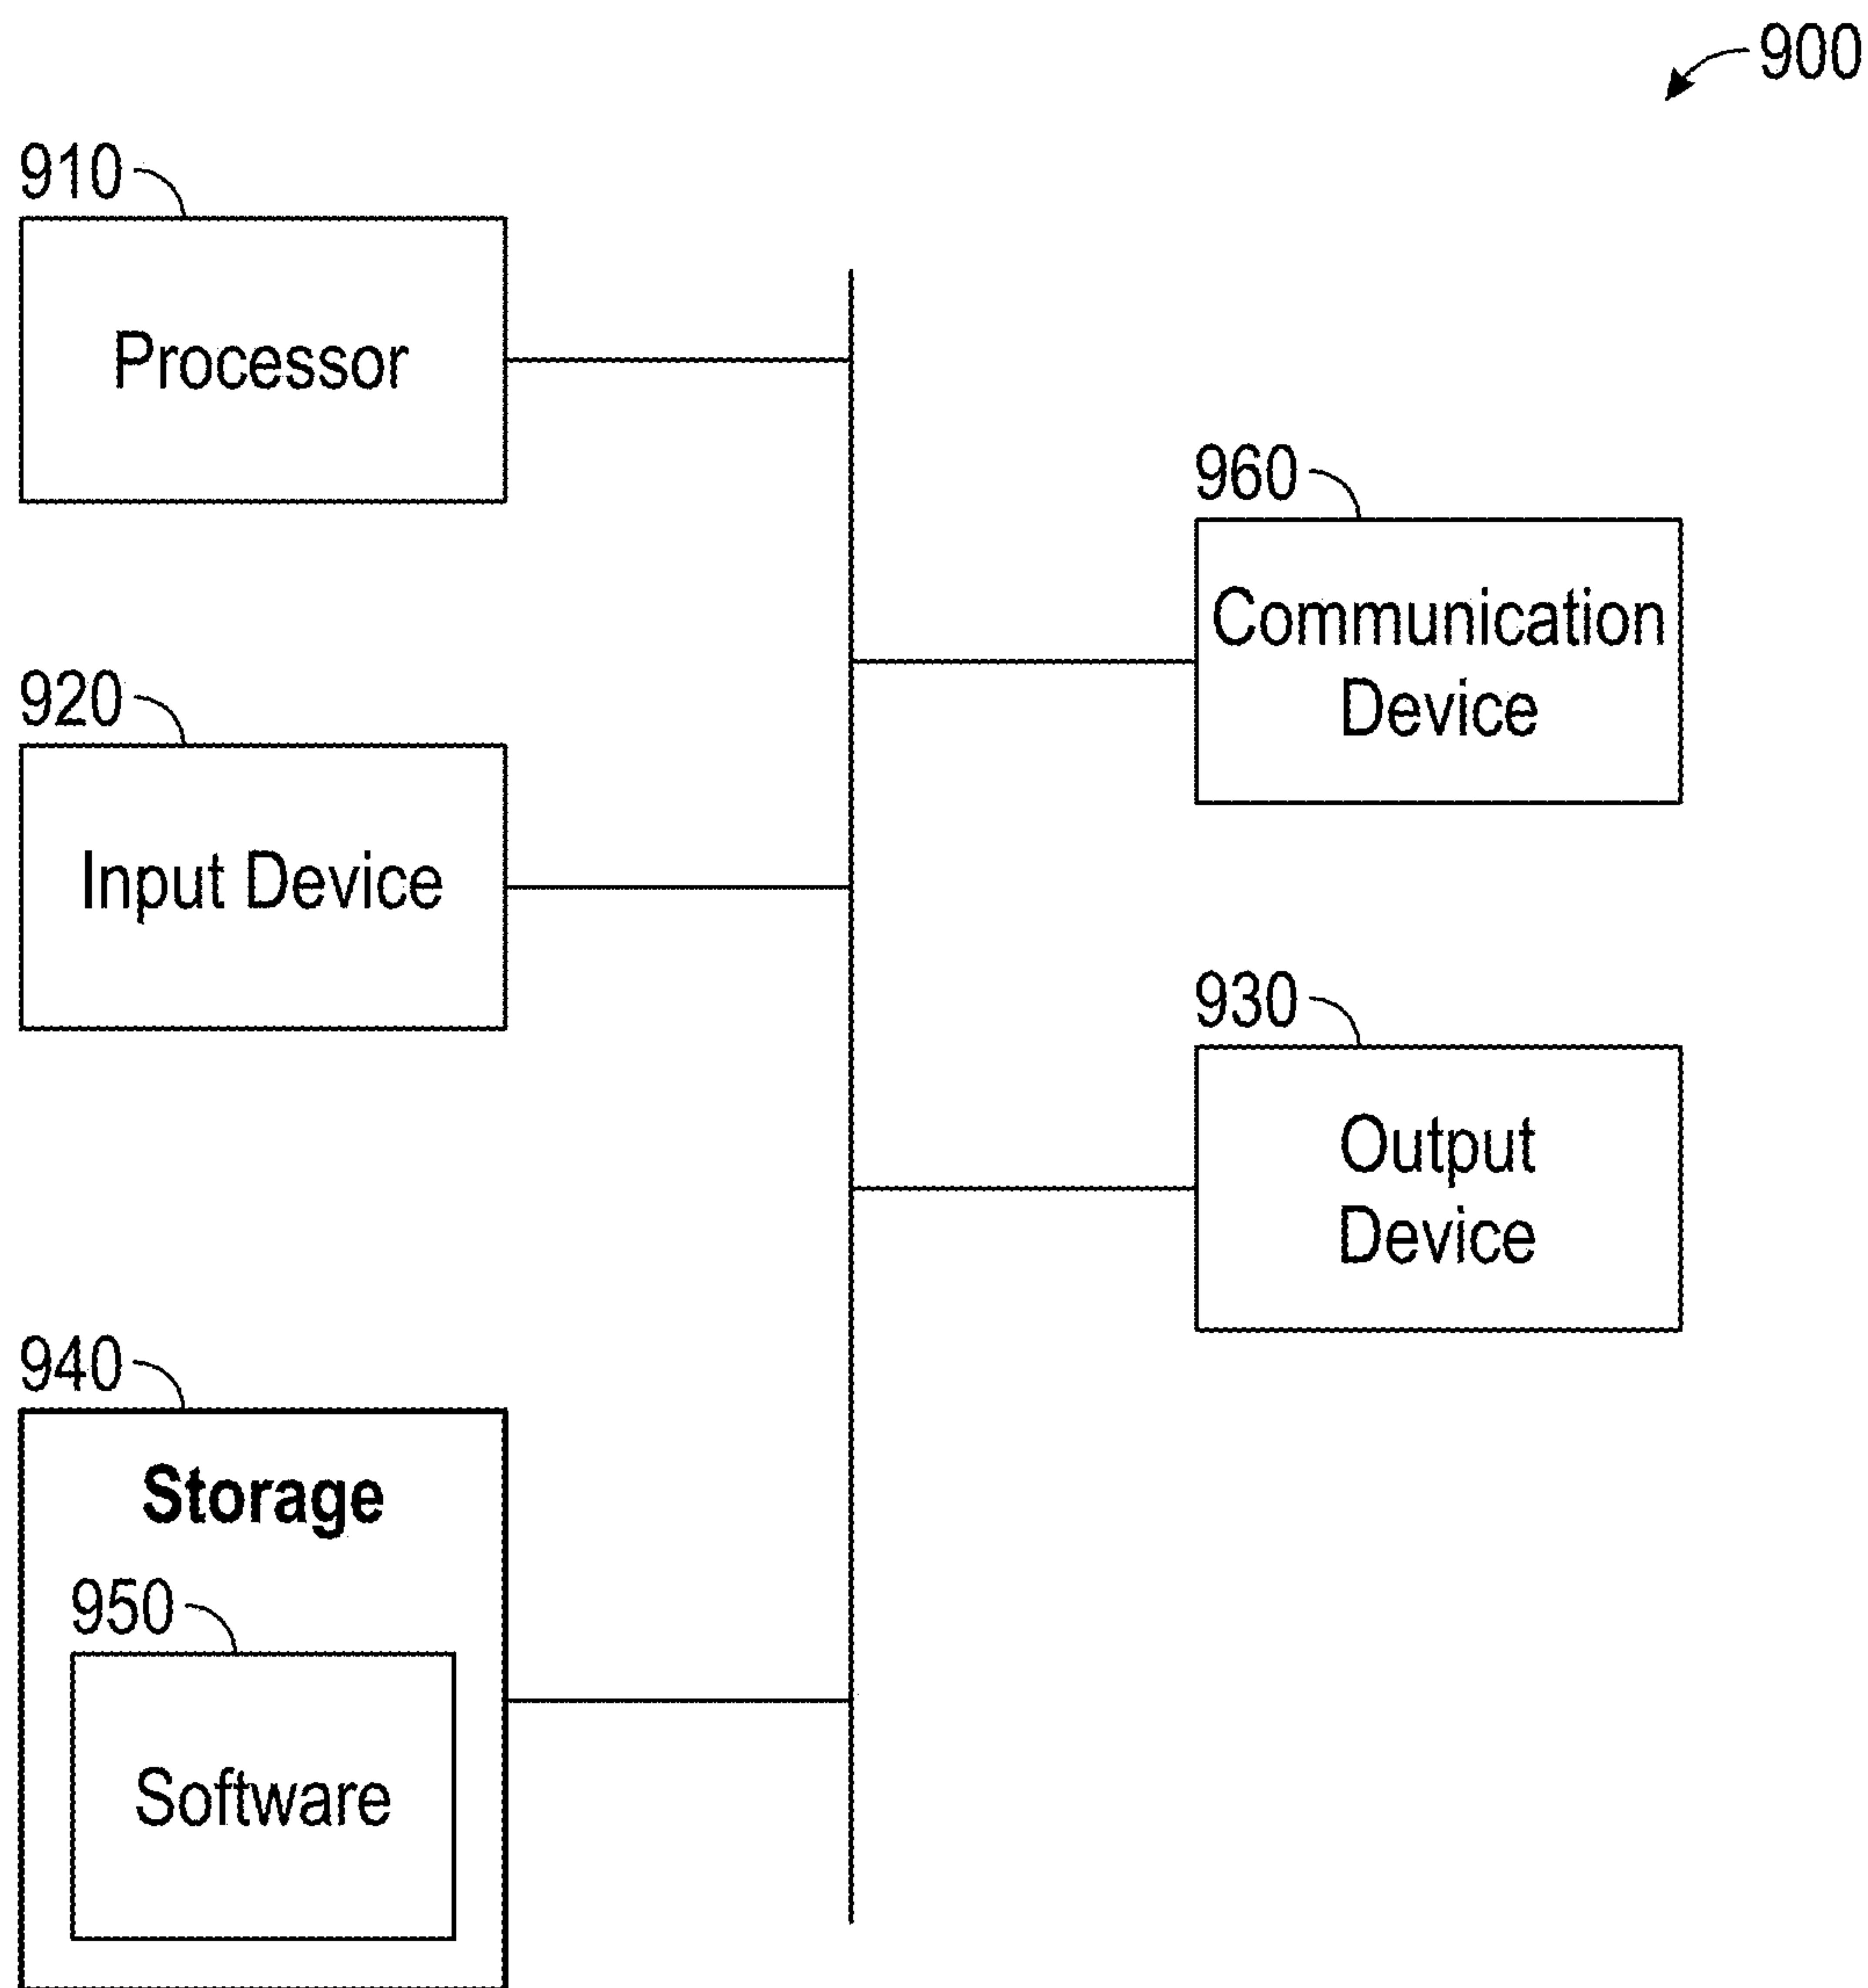 900
910
Processor
960
Communication
Device
920
Input Device
930
Output
Device
940
Storage
950
Software